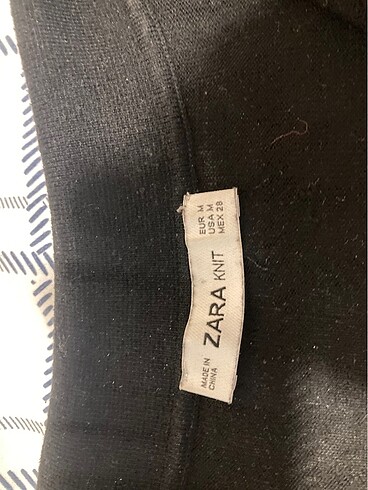 EUR M
USA M
MEX 28
ZARA KNIT
MADE IN
CHINA